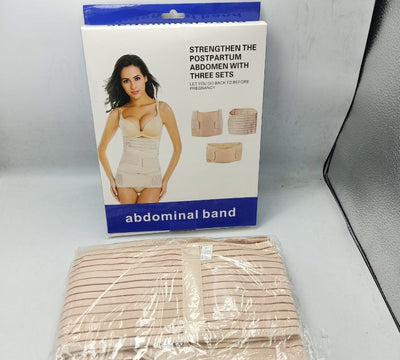 STRENGTHEN THE
POSTPARTUM
ABDOMEN WITH
THREE SETS
LET YOU GO BACK TO BEFORE
PREGNANCY
abdominal band